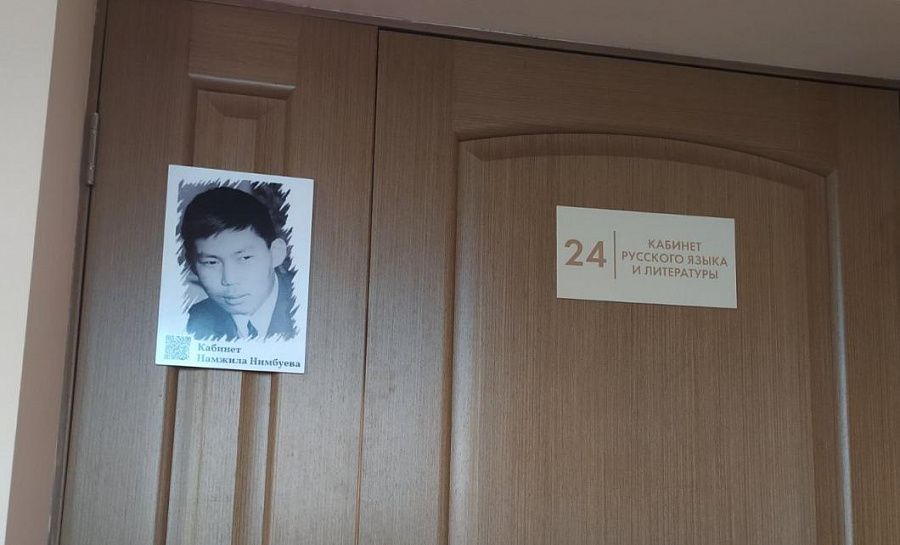 Кабинет
Намжила Нимбуева
24
КАБИНЕТ
РУССКОГО ЯЗЫКА
И ЛИТЕРАТУРЫ